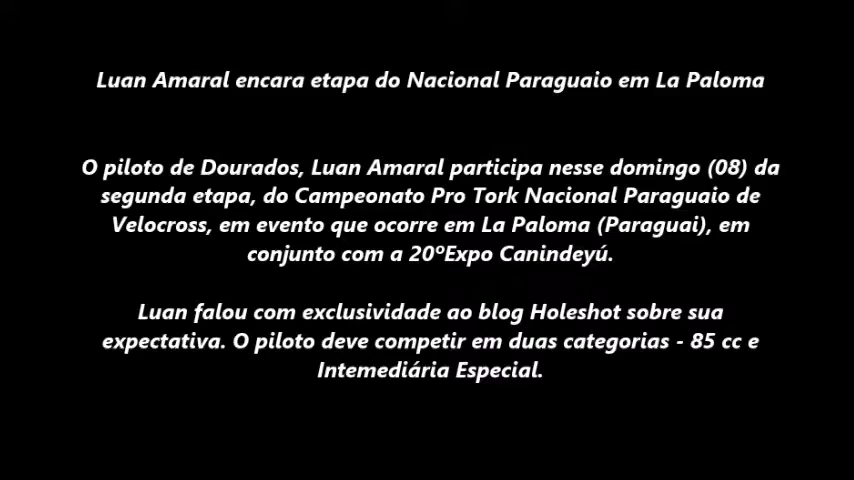 Luan Amaral encara etapa do Nacional Paraguaio em La Paloma
O piloto de Dourados, Luan Amaral participa nesse domingo (08) da
segunda etapa, do Campeonato Pro Tork Nacional Paraguaio de
Velocross, em evento que ocorre em La Paloma (Paraguai), em
conjunto com a 20ºExpo Canindeyú.
Luan falou com exclusividade ao blog Holeshot sobre sua
expectativa. O piloto deve competir em duas categorias - 85 cc e
Intemediária Especial.